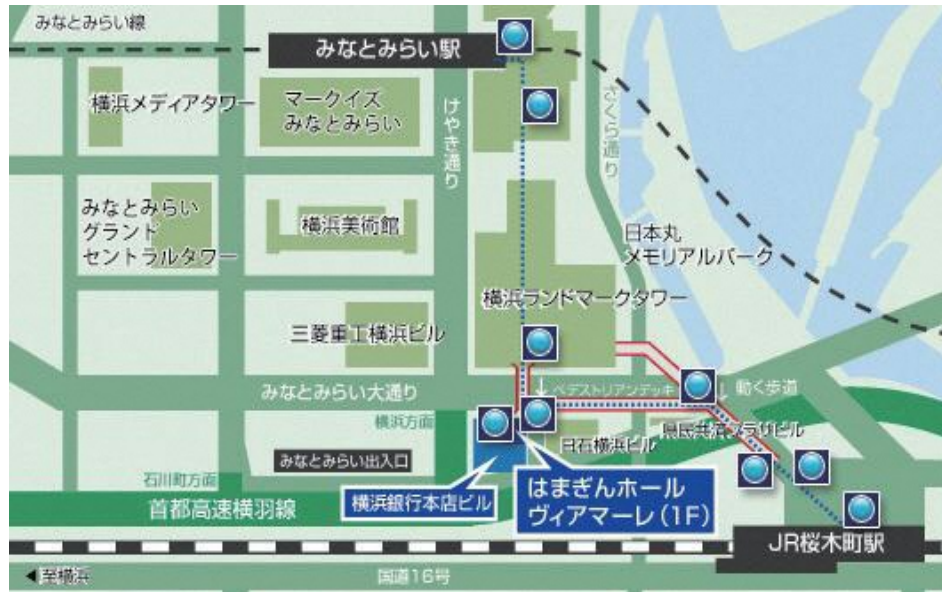 みなとみらい線
みなとみらい駅
横浜メディアタワー
マークイズ
みなとみらい
けやき通り
さくら通り
みなとみらい
グランド
セントラルタワー
横浜美術館
日本丸
メモリアルパーク
横浜ランドマークタワー
三菱重工横浜ビル
みなとみらい大通り
↓ペデストリアンデッキ
↓動く歩道
横浜方面
日石横浜ビル
県民共済プラザビル
みなとみらい出入口
石川町方面
首都高速横羽線
横浜銀行本店ビル
はまぎんホール
ヴィアマーレ(1F)
JR桜木町駅
◀至横浜
国道16号